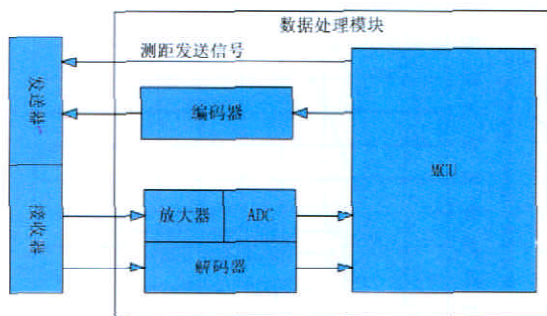 数据处理模块
测距发送信号
发送器
编码器
MCU
接收器
放大器 ADC
解码器